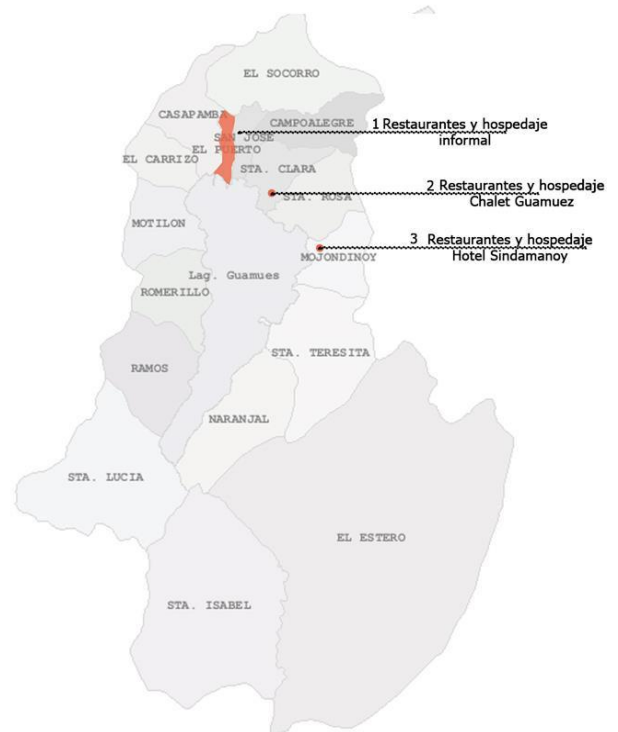 EL SOCORRO
CASAPAMBA
CAMPOALEGRE
1 Restaurantes y hospedaje
informal
SAN JOSE
EL PUERTO
EL CARRIZO
STA. CLARA
2 Restaurantes y hospedaje
Chalet Guamuez
STA. ROSA
MOTILON
3 Restaurantes y hospedaje
Hotel Sindamanoy
MOJONDINOY
Lag. Guamues
ROMERILLO
STA. TERESITA
RAMOS
NARANJAL
STA. LUCIA
EL ESTERO
STA. ISABEL